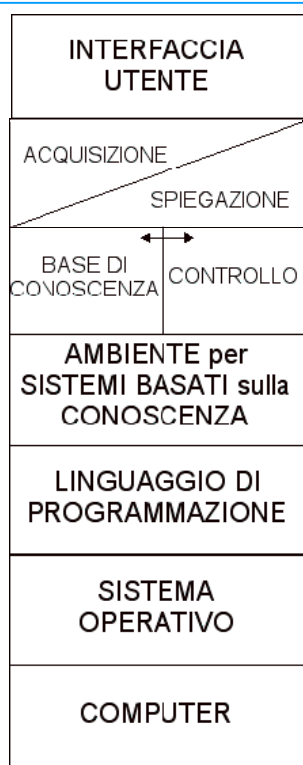 INTERFACCIA
UTENTE
ACQUISIZIONE
SPIEGAZIONE
BASE DI
CONOSCENZA
CONTROLLO
AMBIENTE per
SISTEMI BASATI sulla
CONOSCENZA
LINGUAGGIO DI
PROGRAMMAZIONE
SISTEMA
OPERATIVO
COMPUTER